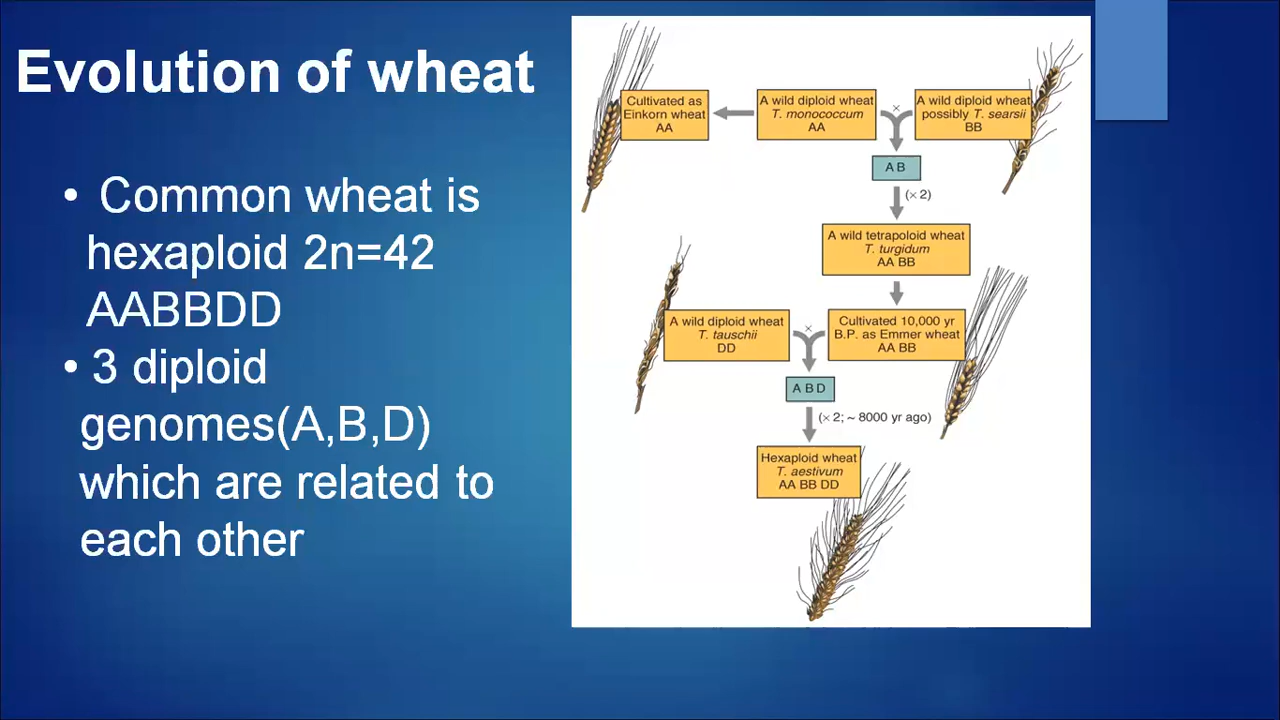 Evolution of wheat
• Common wheat is
hexaploid 2n=42
AABBDD
• 3 diploid
genomes(A,B,D)
which are related to
each other
Cultivated as
Einkorn wheat
AA
A wild diploid wheat
T. monococcum
AA
×
A wild diploid wheat
possibly T. searsii
BB
A B
(× 2)
A wild tetrapoloid wheat
T. turgidum
AA BB
A wild diploid wheat
T. tauschii
DD
×
Cultivated 10,000 yr
B.P. as Emmer wheat
AA BB
A B D
(× 2; ~ 8000 yr ago)
Hexaploid wheat
T. aestivum
AA BB DD